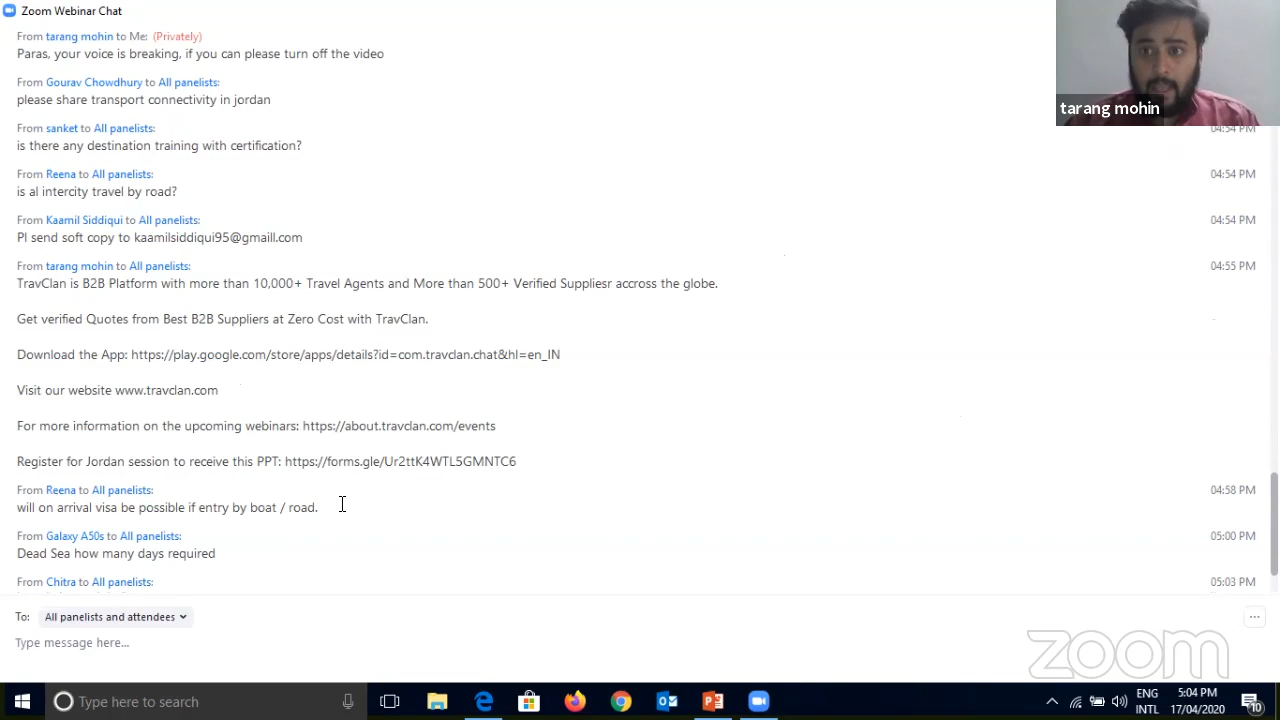 Zoom Webinar Chat
From tarang mohin to Me: (Privately)
Paras, your voice is breaking, if you can please turn off the video
From Gourav Chowdhury to All panelists:
please share transport connectivity in jordan
tarang mohin
From sanket to All panelists: 04:54 PM
is there any destination training with certification?
From Reena to All panelists: 04:54 PM
is al intercity travel by road?
From Kaamil Siddiqui to All panelists: 04:54 PM
Pl send soft copy to kaamilsiddiqui95@gmaill.com
From tarang mohin to All panelists: 04:55 PM
TravClan is B2B Platform with more than 10,000+ Travel Agents and More than 500+ Verified Suppliesr accross the globe.
Get verified Quotes from Best B2B Suppliers at Zero Cost with TravClan.
Download the App: https://play.google.com/store/apps/details?id=com.travclan.chat&hl=en_IN
Visit our website www.travclan.com
For more information on the upcoming webinars: https://about.travclan.com/events
Register for Jordan session to receive this PPT: https://forms.gle/Ur2ttK4WTL5GMNTC6
From Reena to All panelists: 04:58 PM
will on arrival visa be possible if entry by boat / road.
From Galaxy A50s to All panelists: 05:00 PM
Dead Sea how many days required
From Chitra to All panelists: 05:03 PM
To: All panelists and attendees
Type message here...
zoom
Type here to search
ENG
INTL
5:04 PM
17/04/2020
10